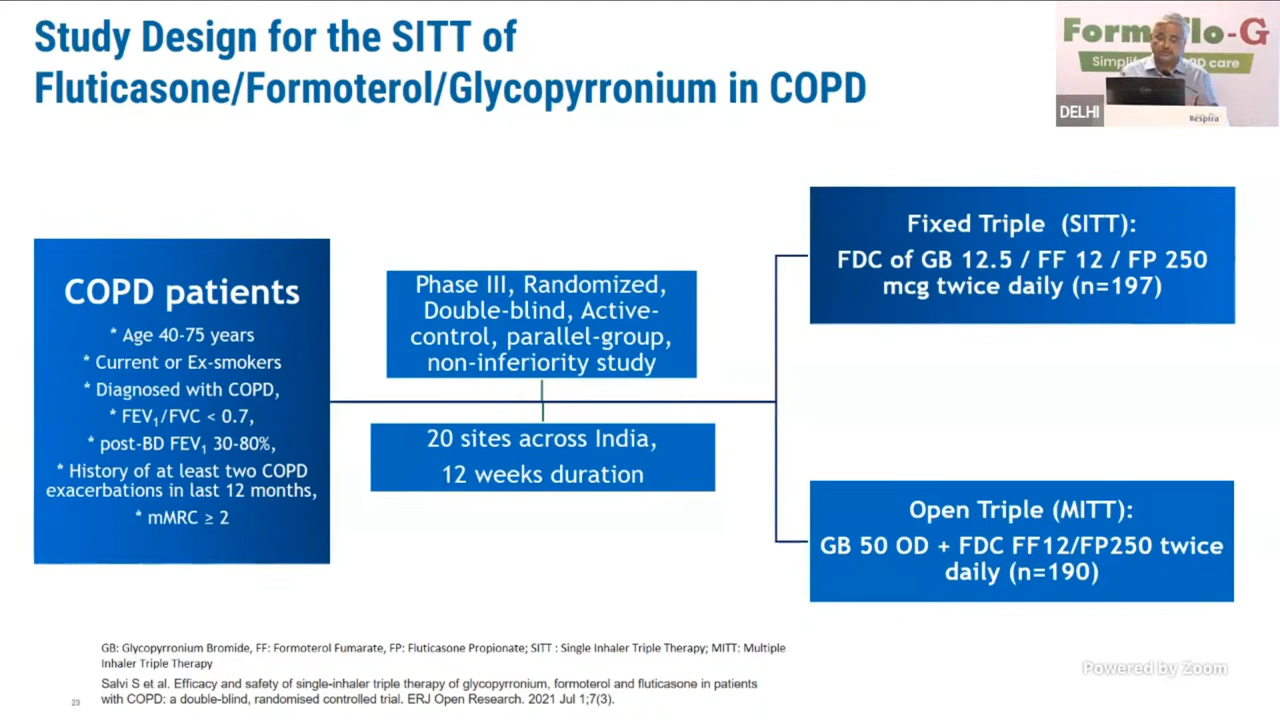 Study Design for the SITT of
Fluticasone/Formoterol/Glycopyrronium in COPD
COPD patients
* Age 40-75 years
* Current or Ex-smokers
* Diagnosed with COPD,
* FEV₁/FVC < 0.7,
* post-BD FEV₁ 30-80%,
* History of at least two COPD
exacerbations in last 12 months,
* mMRC ≥ 2
Phase III, Randomized,
Double-blind, Active-
control, parallel-group,
non-inferiority study
20 sites across India,
12 weeks duration
Fixed Triple (SITT):
FDC of GB 12.5 / FF 12 / FP 250
mcg twice daily (n=197)
Open Triple (MITT):
GB 50 OD + FDC FF12/FP250 twice
daily (n=190)
GB: Glycopyrronium Bromide, FF: Formoterol Fumarate, FP: Fluticasone Propionate; SITT : Single Inhaler Triple Therapy; MITT: Multiple
Inhaler Triple Therapy
Salvi S et al. Efficacy and safety of single-inhaler triple therapy of glycopyrronium, formoterol and fluticasone in patients
with COPD: a double-blind, randomised controlled trial. ERJ Open Research. 2021 Jul 1;7(3).
23
Form lo-G
care
DELHI
Respira
Powered by Zoom